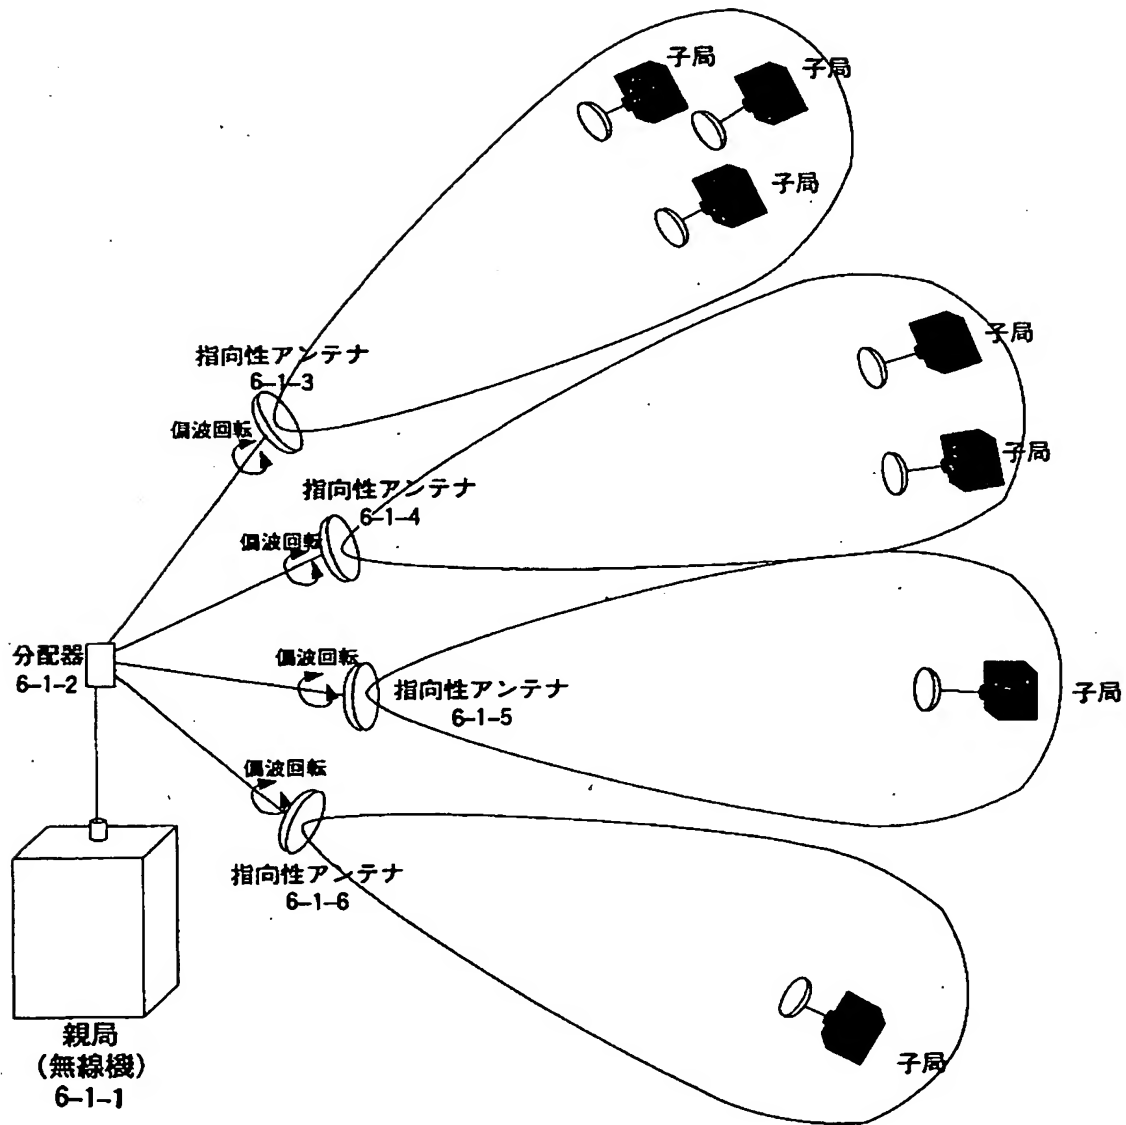 子局
子局
子局
指向性アンテナ
6-1-3
偏波回転
子局
子局
指向性アンテナ
6-1-4
偏波回転
分配器
6-1-2
偏波回転
指向性アンテナ
6-1-5
子局
偏波回転
指向性アンテナ
6-1-6
親局
(無線機)
6-1-1
子局